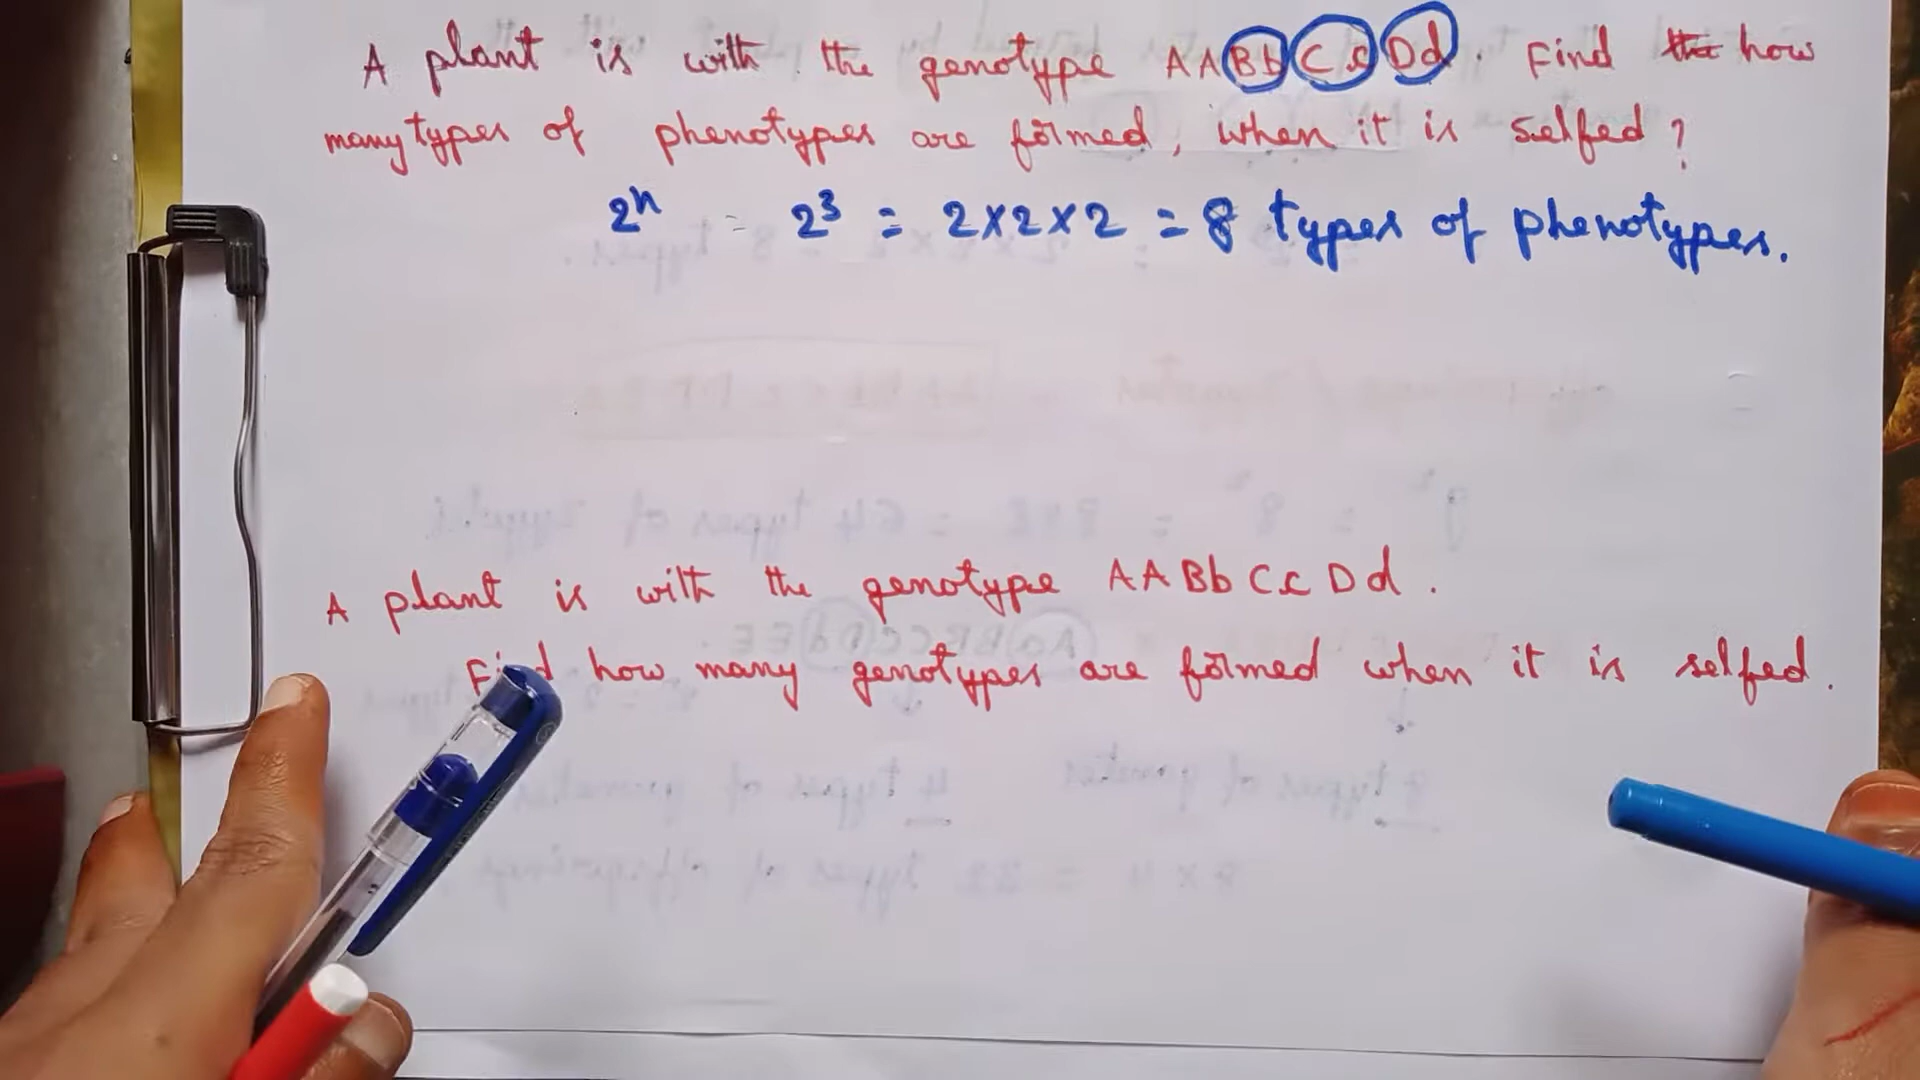 A plant is with the genotype AABbCcDd. Find the how
many types of phenotypes are formed, when it is selfed?
2ⁿ = 2³ = 2×2×2 = 8 types of phenotypes.
A plant is with the genotype AABbCcDd.
Find how many genotypes are formed when it is selfed.